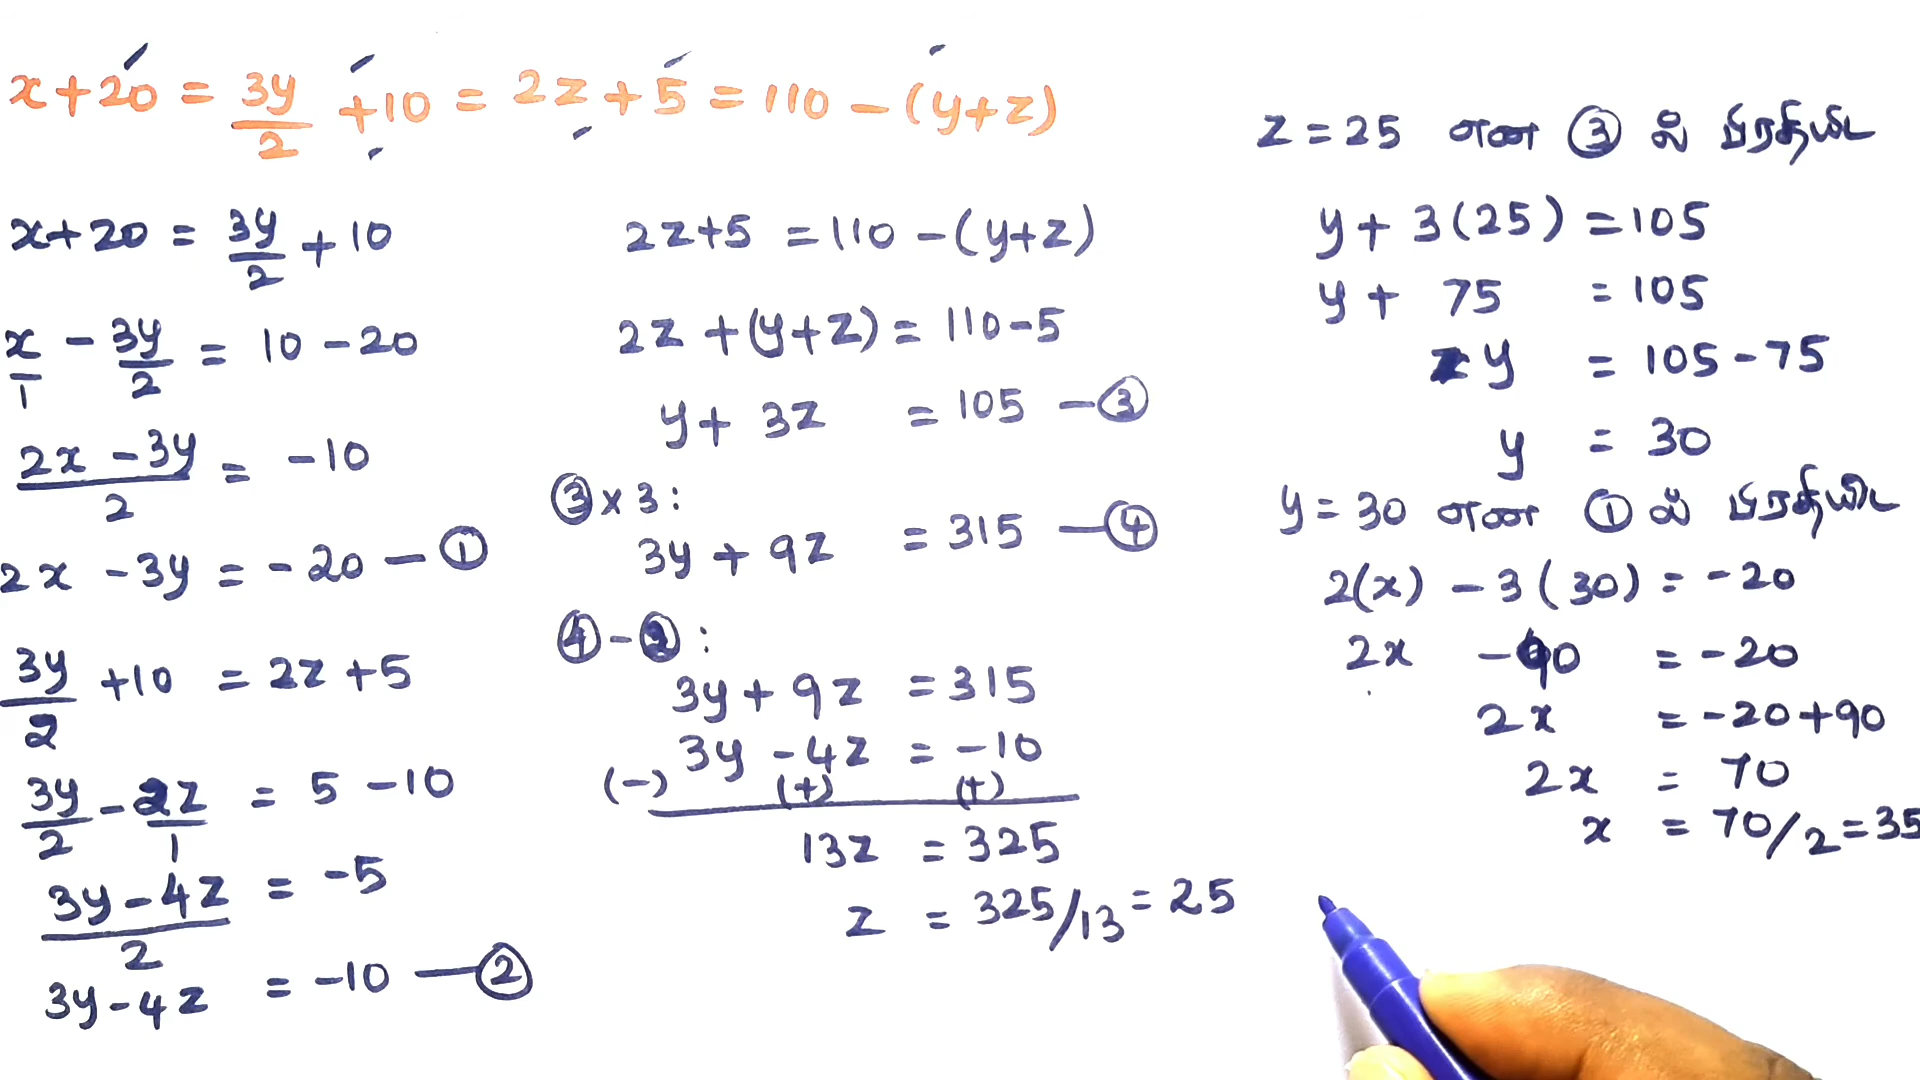 x+20 = 3y/2 +10 = 2z+5 = 110-(y+z)
x+20 = 3y/2 +10
x/1 - 3y/2 = 10-20
2x-3y/2 = -10
2x-3y = -20 — ①
3y/2 +10 = 2z+5
3y/2 - 2z/1 = 5-10
3y-4z/2 = -5
3y-4z = -10 — ②
2z+5 = 110-(y+z)
2z+(y+z) = 110-5
y+3z = 105 — ③
③×3:
3y+9z = 315 — ④
④-②:
3y+9z = 315
3y-4z = -10
(-) (+) (+)
13z = 325
z = 325/13 = 25
z=25 எண ③ ல் பிரதியிட
y+3(25) = 105
y+75 = 105
y = 105-75
y = 30
y=30 எண ① ல் பிரதியிட
2(x)-3(30) = -20
2x -90 = -20
2x = -20+90
2x = 70
x = 70/2 = 35